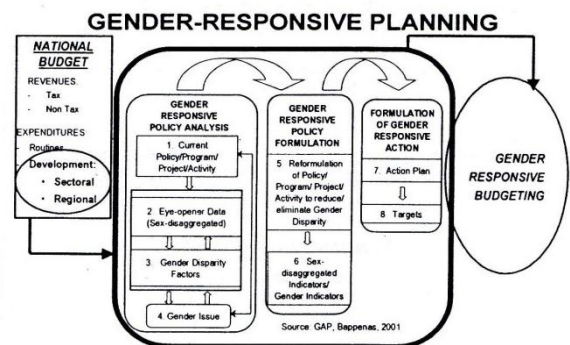 GENDER-RESPONSIVE PLANNING
NATIONAL
BUDGET
REVENUES.
- Tax
- Non Tax
EXPENDITURES
- Routines
Development:
• Sectoral
• Regional
GENDER
RESPONSIVE
POLICY ANALYSIS
1. Current
Policy/Program/
Project/Activity
2 Eye-opener Data
(Sex-disaggregated)
3. Gender Disparity
Factors
4. Gender Issue
GENDER
RESPONSIVE
POLICY
FORMULATION
5 Reformulation
of Policy/
Program/ Project/
Activity to reduce/
eliminate Gender
Disparity
6 Sex-
disaggregated
Indicators/
Gender Indicators
FORMULATION
OF GENDER
RESPONSIVE
ACTION
7. Action Plan
8. Targets
Source: GAP, Bappenas, 2001
GENDER
RESPONSIVE
BUDGETING